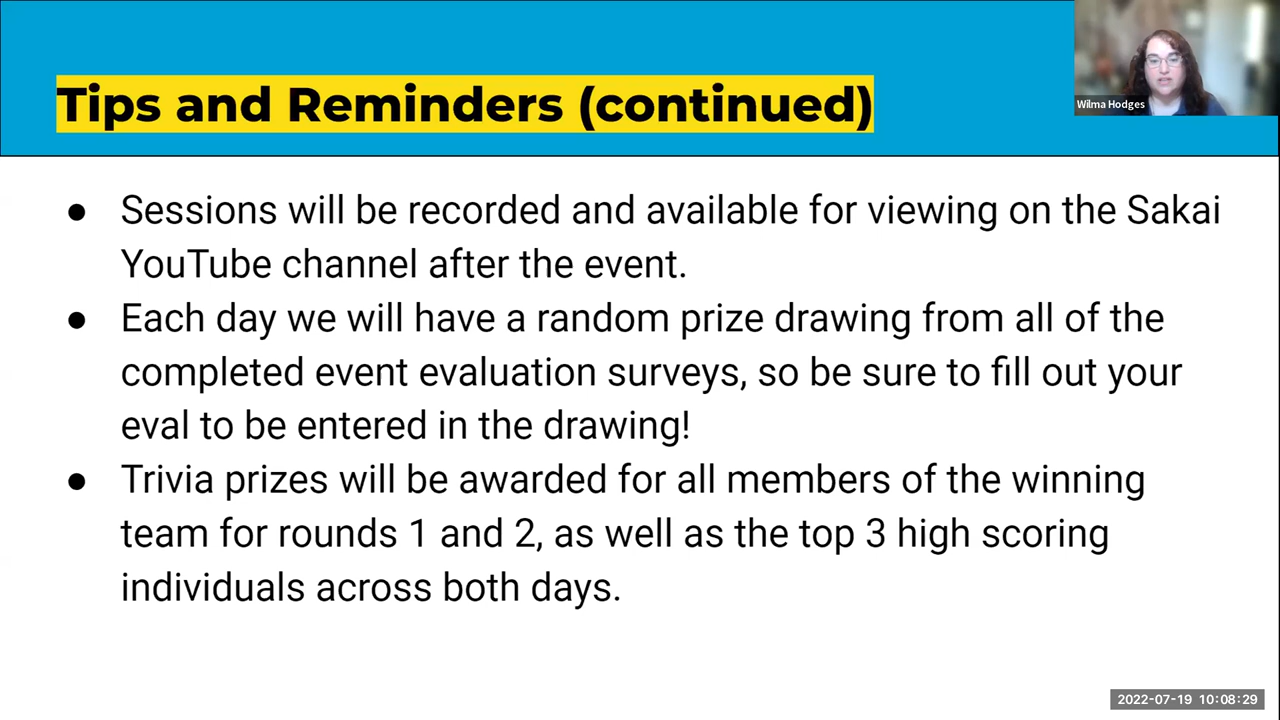 Tips and Reminders (continued)
Wilma Hodges
● Sessions will be recorded and available for viewing on the Sakai
YouTube channel after the event.
● Each day we will have a random prize drawing from all of the
completed event evaluation surveys, so be sure to fill out your
eval to be entered in the drawing!
● Trivia prizes will be awarded for all members of the winning
team for rounds 1 and 2, as well as the top 3 high scoring
individuals across both days.
2022-07-19 10:08:29